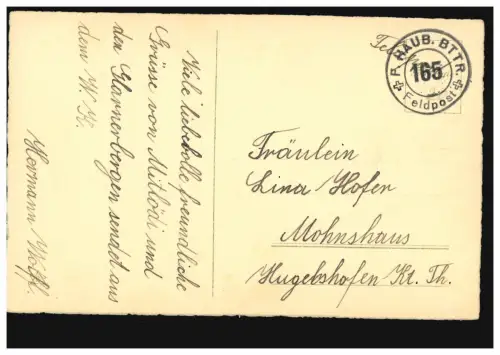 Viele liebevolle freundliche
Grüsse von Mitlödi und
den Glarnerbergen sendet aus
dem W. K.
Hermann Wolff.
F. HAUB. BTTR.
165
Feldpost
Fräulein
Lina Hofer
Mohnshaus
Hugelshofen Kt. Th.